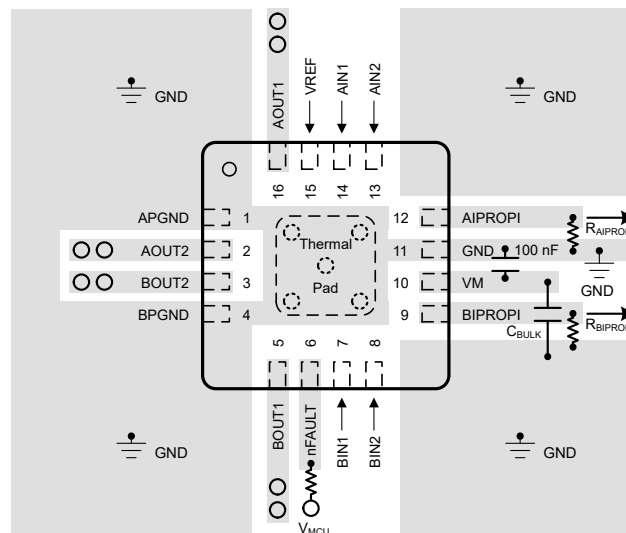 GND
GND
AOUT1
VREF
AIN1
AIN2
16
15
14
13
APGND
1
12
AIPROPI
RAIPROPI
AOUT2
2
Thermal
11
GND
100 nF
BOUT2
3
Pad
10
VM
GND
BPGND
4
9
BIPROPI
CBULK
RBIPROPI
5
6
7
8
BOUT1
nFAULT
BIN1
BIN2
GND
GND
VMCU